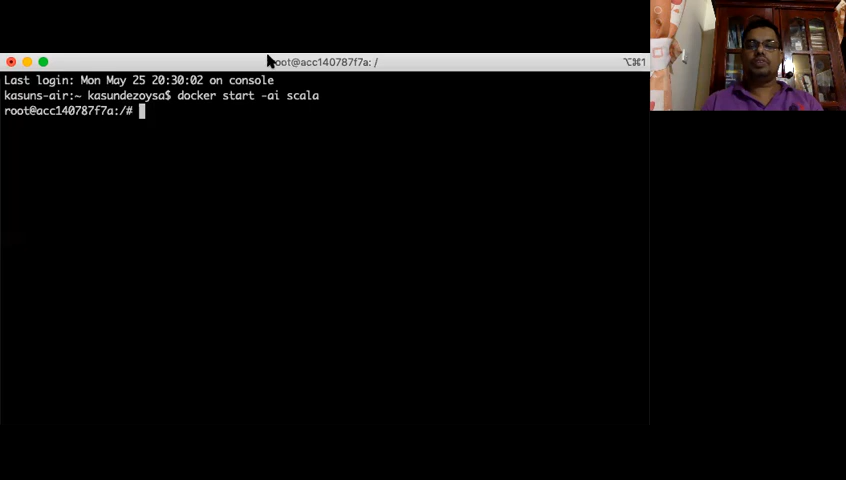 root@acc140787f7a: /
⌥⌘1
Last login: Mon May 25 20:30:02 on console
kasuns-air:~ kasundezoysa$ docker start -ai scala
root@acc140787f7a:/#